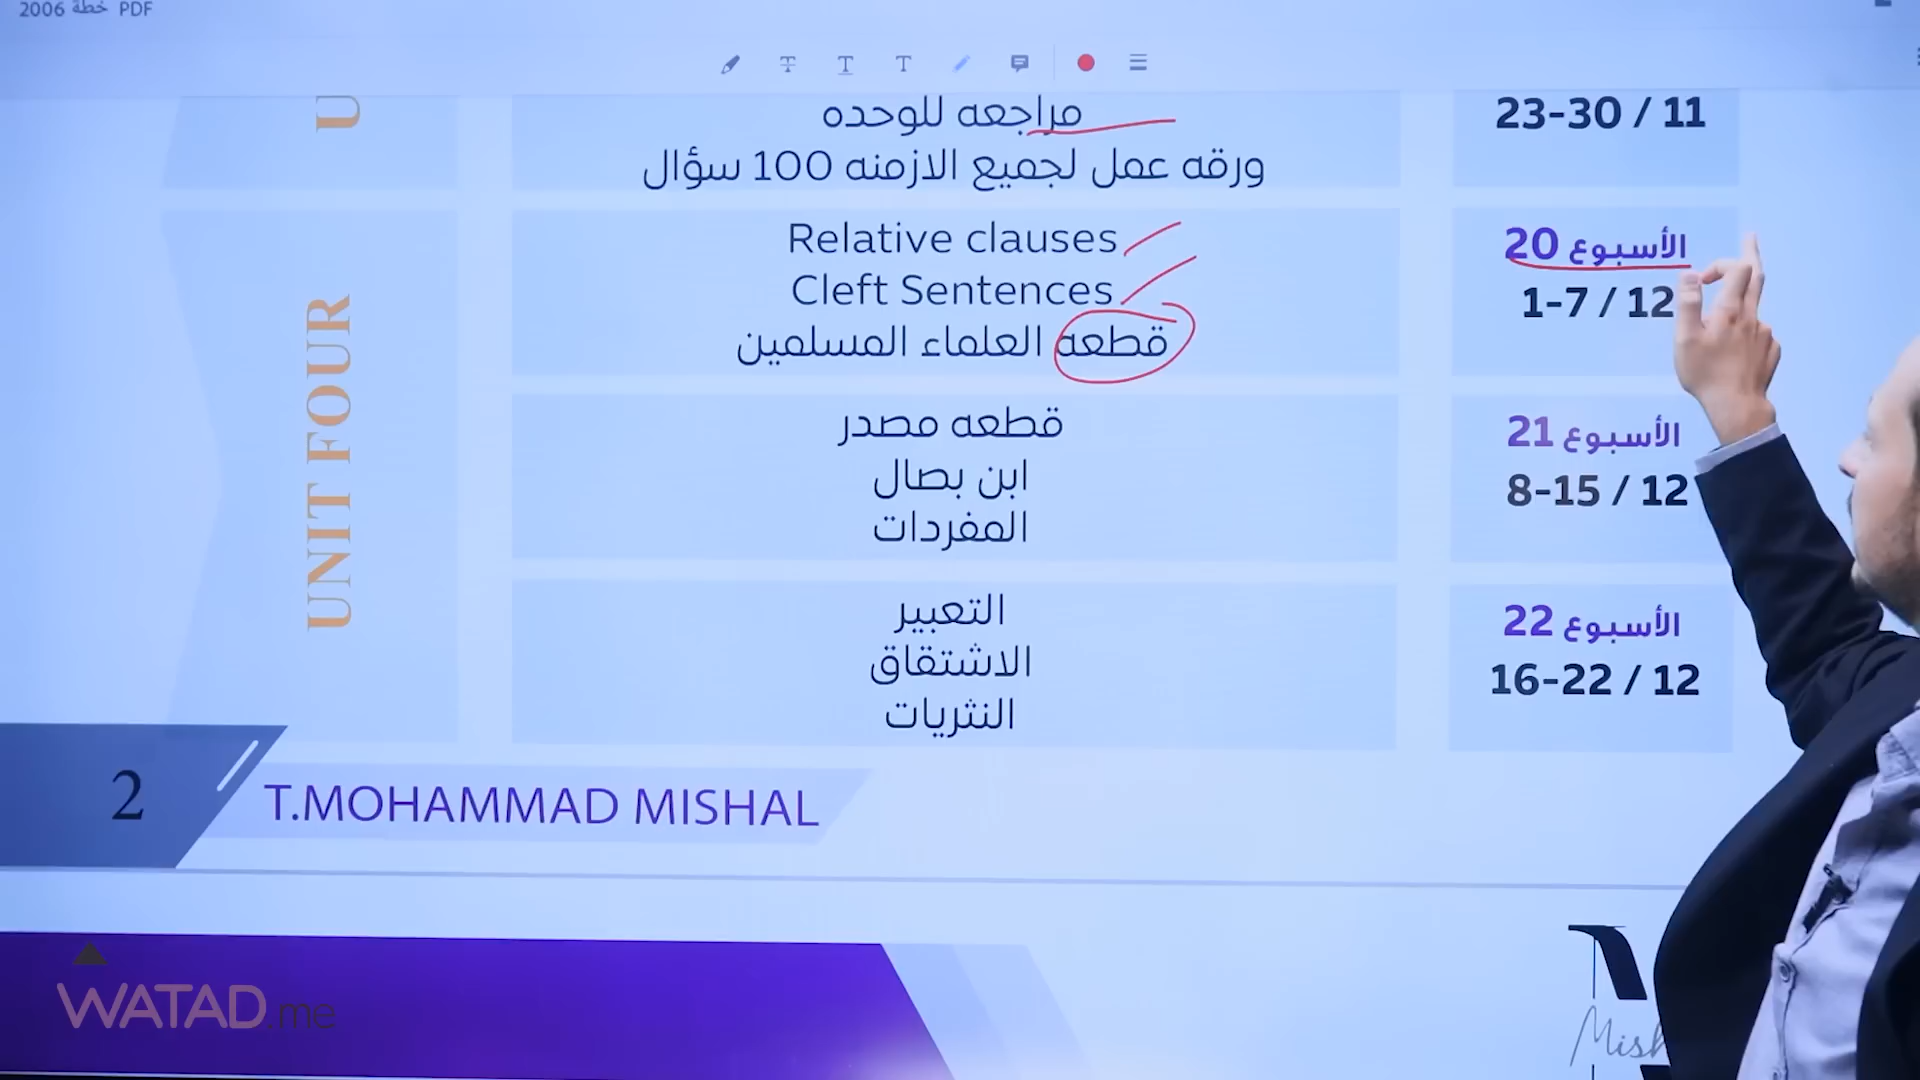 خطة 2006 PDF
مراجعه للوحده
ورقه عمل لجميع الازمنه 100 سؤال
23-30 / 11
UNIT FOUR
Relative clauses
Cleft Sentences
قطعه العلماء المسلمين
الأسبوع 20
1-7 / 12
قطعه مصدر
ابن بصال
المفردات
الأسبوع 21
8-15 / 12
التعبير
الاشتقاق
النثريات
الأسبوع 22
16-22 / 12
2
T.MOHAMMAD MISHAL
WATAD.me